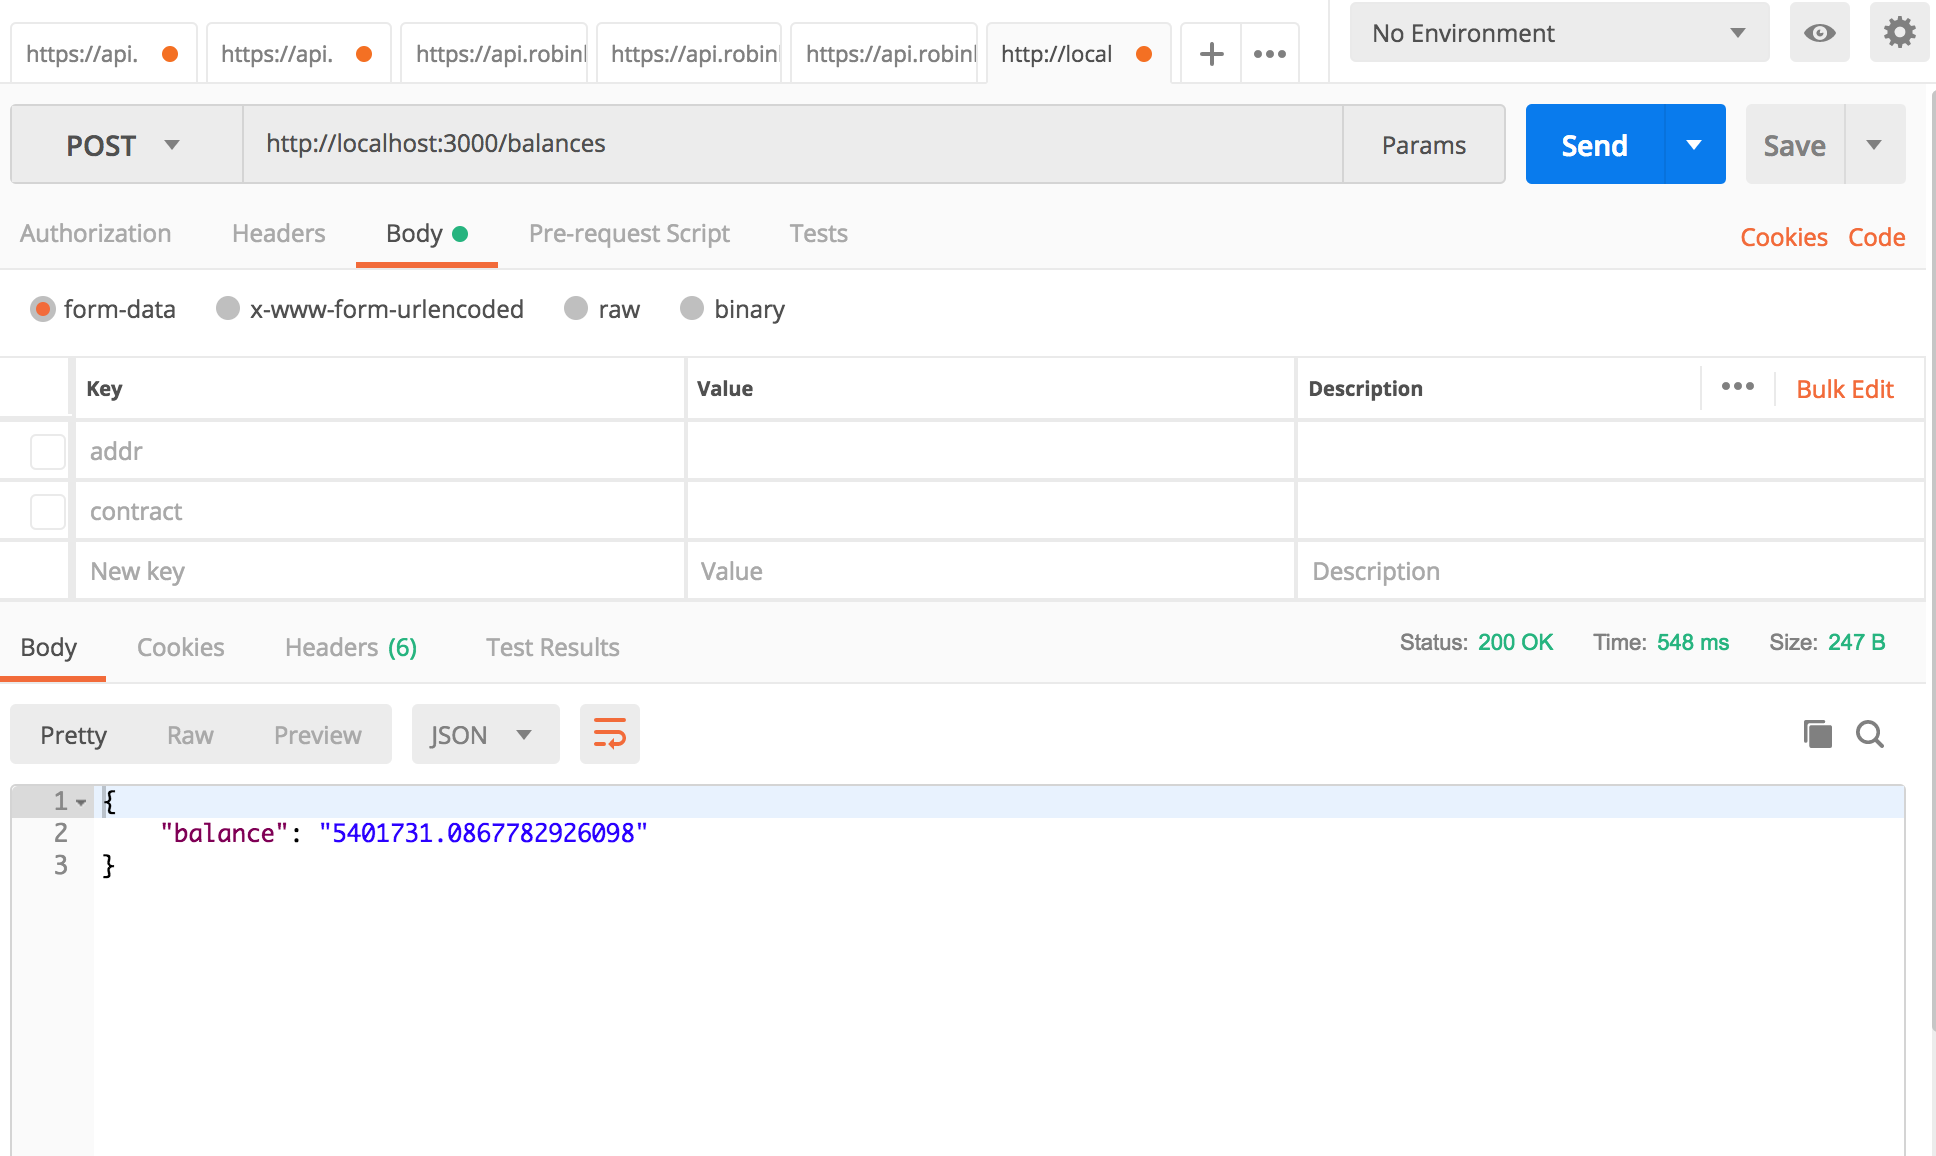 https://api. https://api. https://api.robinl https://api.robinl https://api.robinl http://local No Environment
POST http://localhost:3000/balances Params Send Save
Authorization Headers Body Pre-request Script Tests Cookies Code
form-data x-www-form-urlencoded raw binary
Key Value Description Bulk Edit
addr
contract
New key Value Description
Body Cookies Headers (6) Test Results Status: 200 OK Time: 548 ms Size: 247 B
Pretty Raw Preview JSON
1 {
2 "balance": "5401731.0867782926098"
3 }